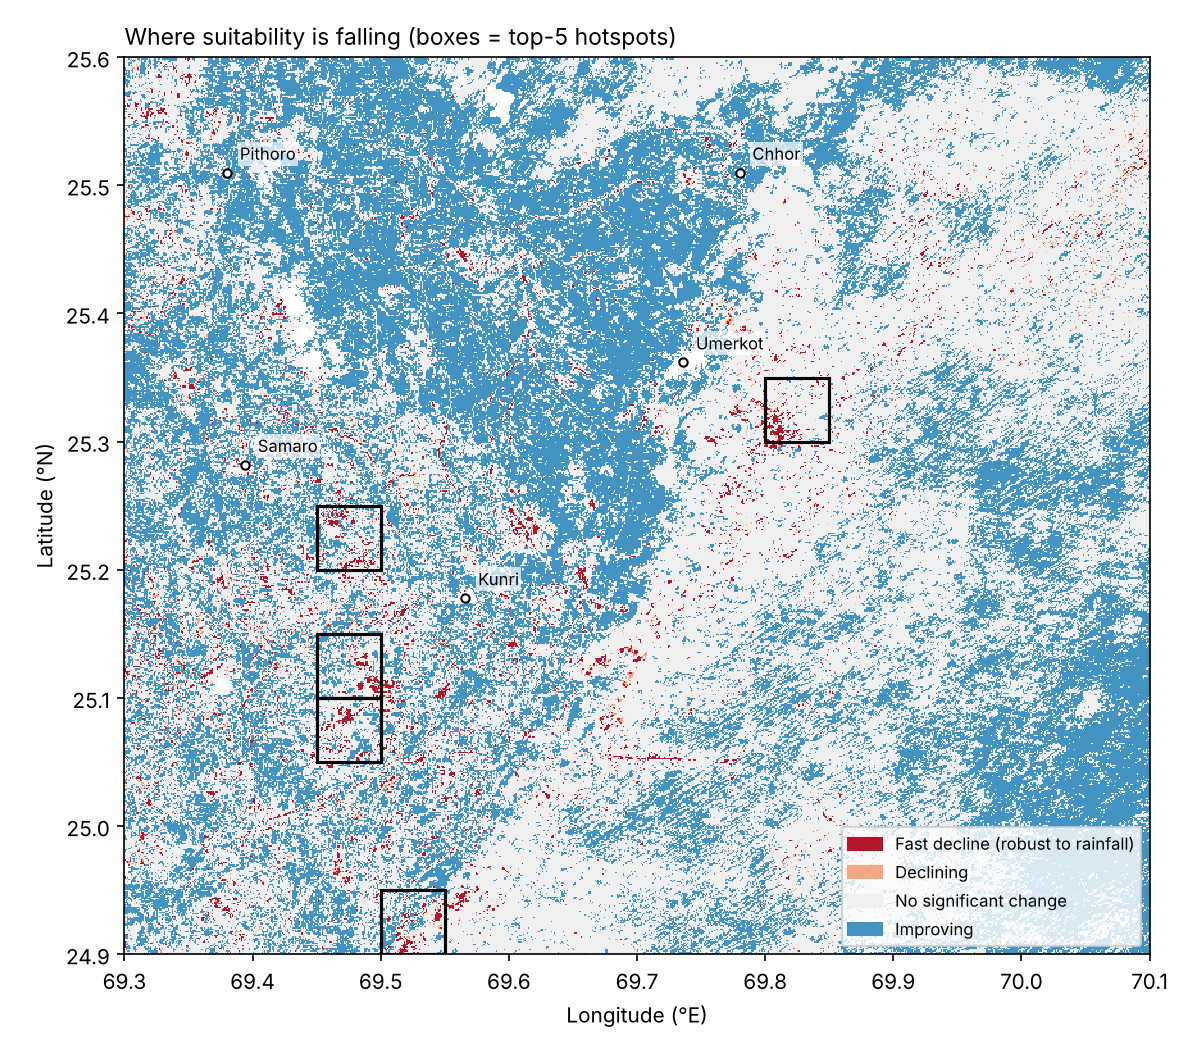 Where suitability is falling (boxes = top-5 hotspots)
25.6
25.5
25.4
25.3
25.2
25.1
25.0
24.9
Latitude (°N)
Pithoro
Chhor
Umerkot
Samaro
Kunri
Fast decline (robust to rainfall)
Declining
No significant change
Improving
69.3 69.4 69.5 69.6 69.7 69.8 69.9 70.0 70.1
Longitude (°E)